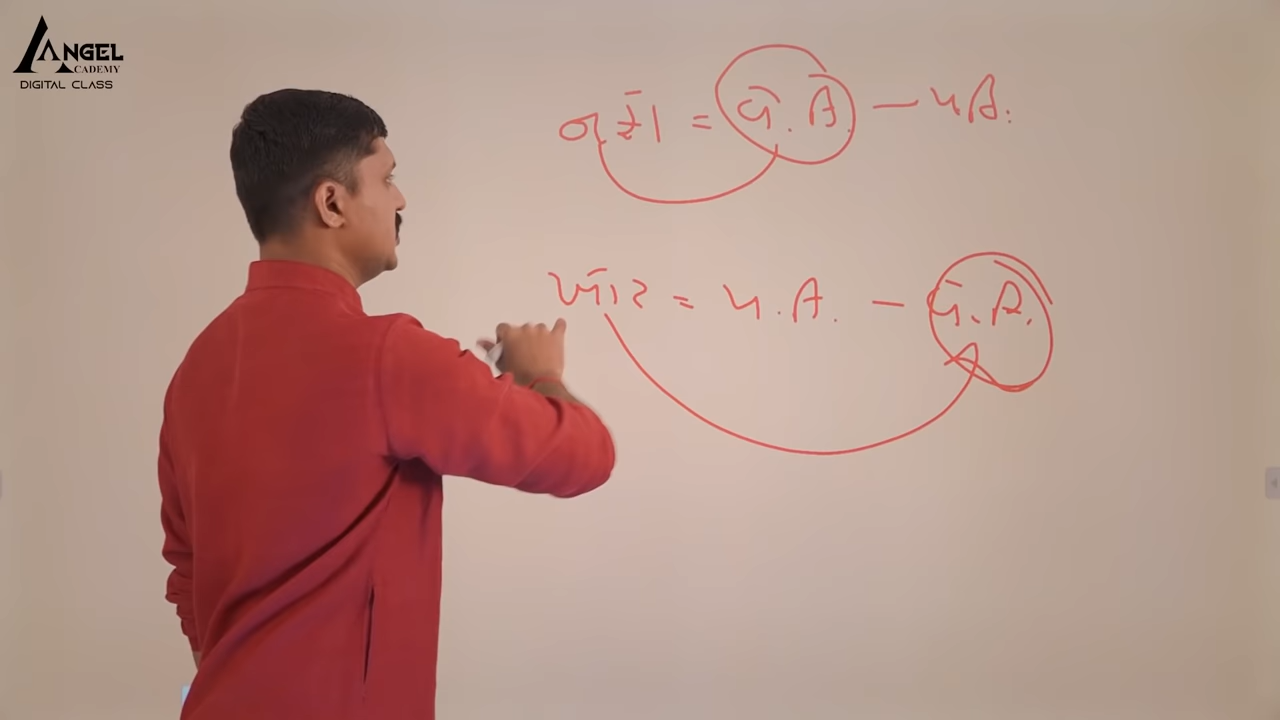 ANGEL
ACADEMY
DIGITAL CLASS
નફો = વે.કિ. - પ.કિ.
ખોટ = પ.કિ. - વે.કિ.